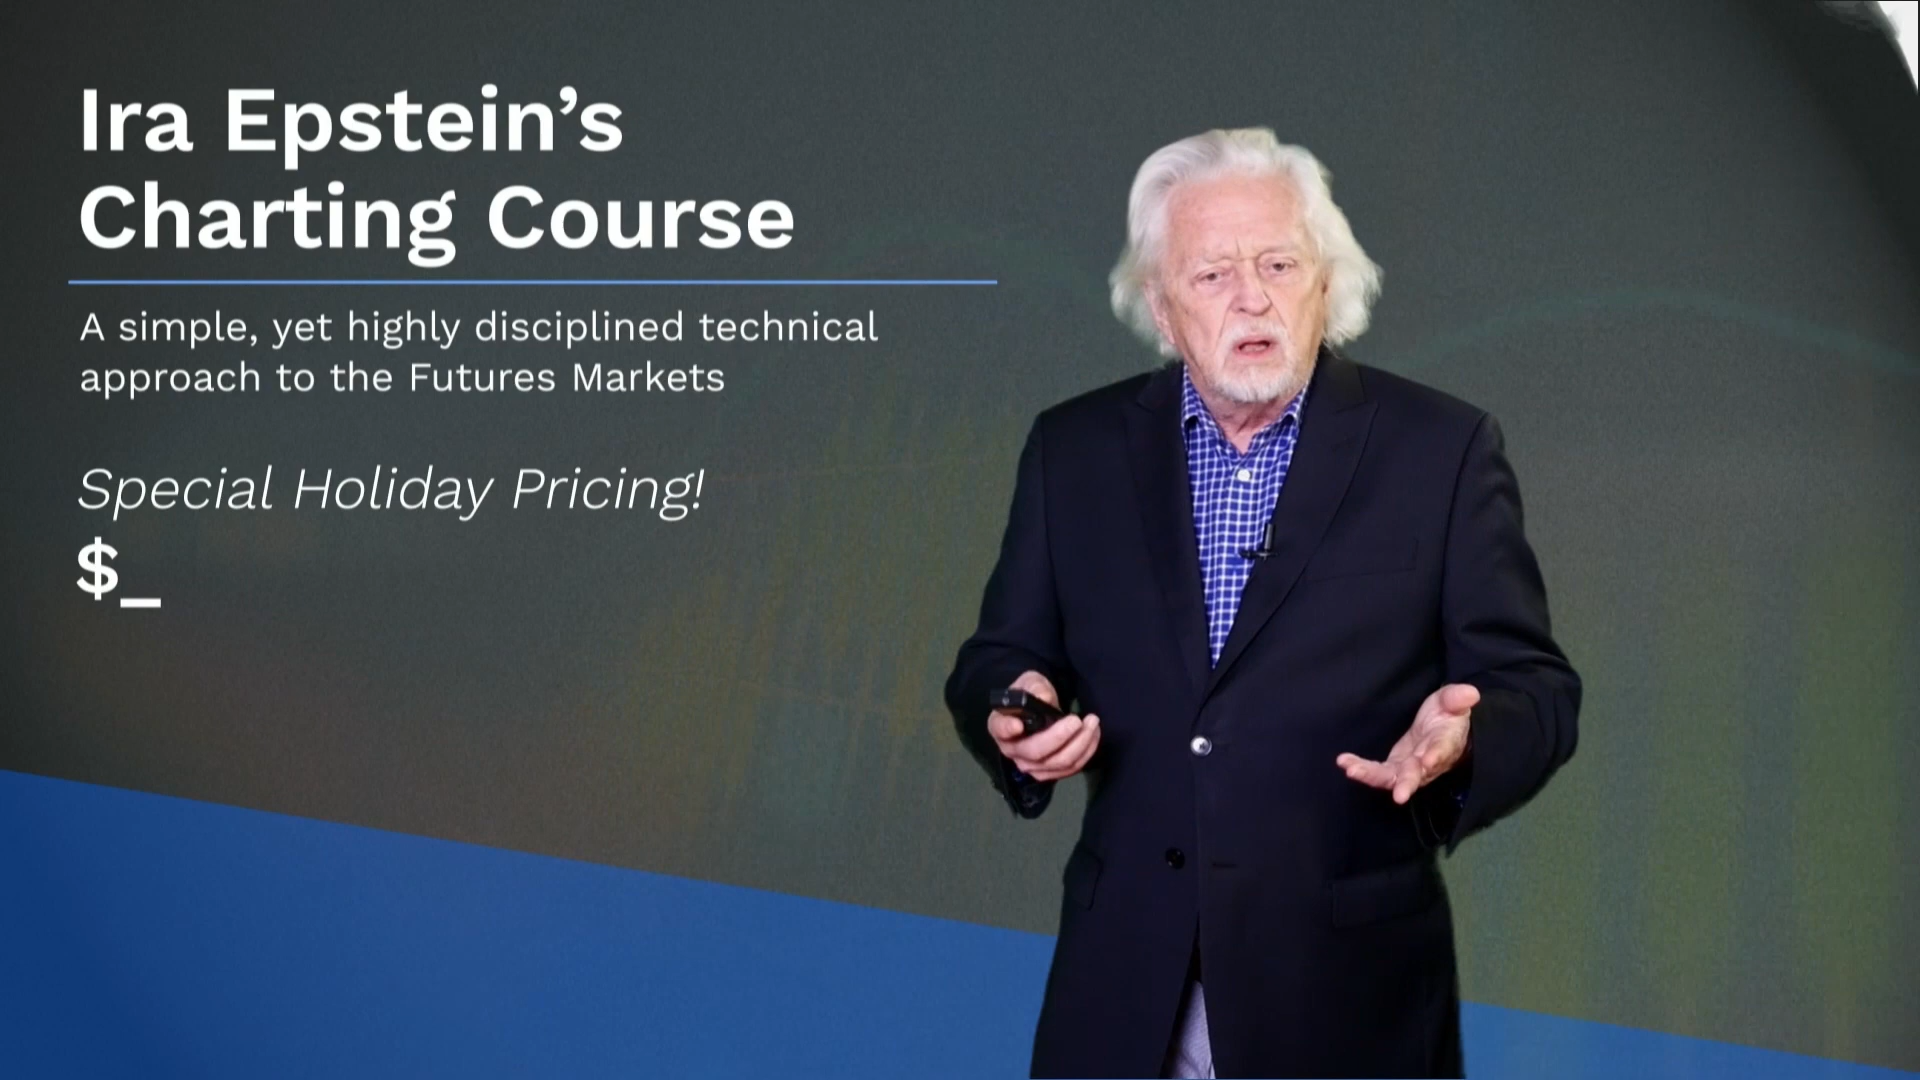 Ira Epstein’s
Charting Course
A simple, yet highly disciplined technical
approach to the Futures Markets
Special Holiday Pricing!
$_